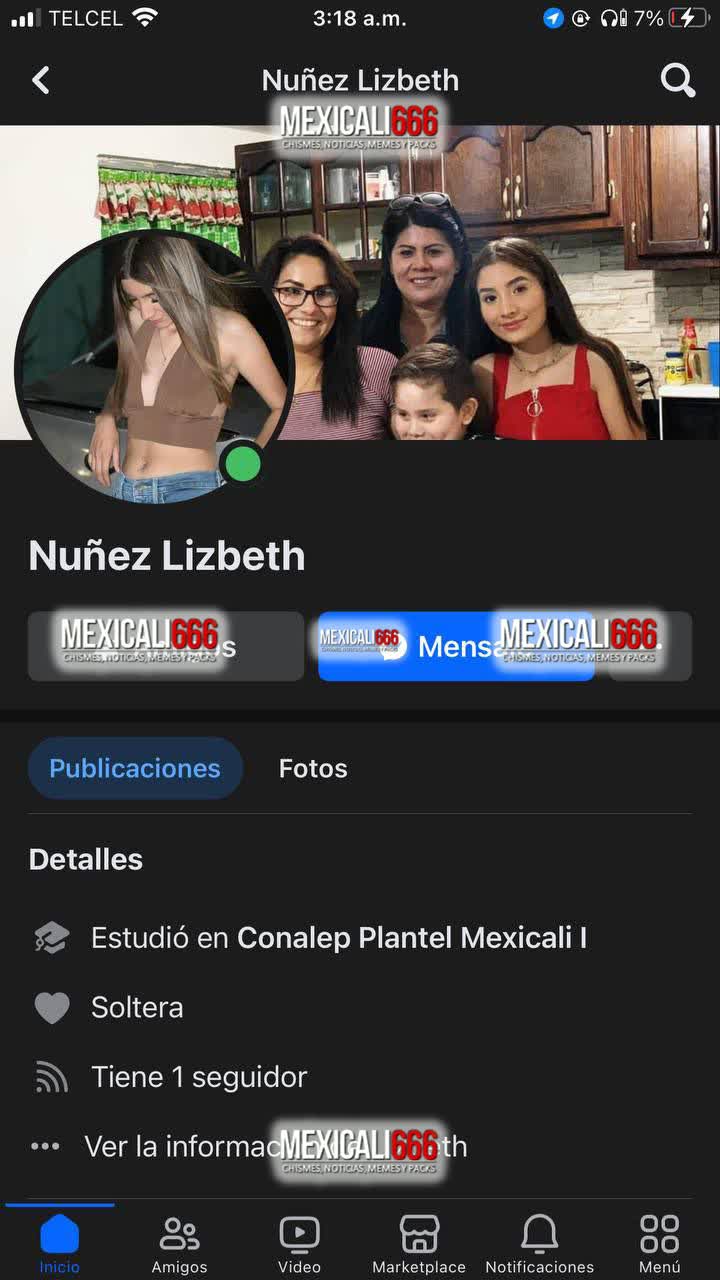 TELCEL
3:18 a.m.
7%
Nuñez Lizbeth
MEXICALI666
CHISMES, NOTICIAS, MEMES Y PACKS
Nuñez Lizbeth
MEXICALI666
CHISMES, NOTICIAS, MEMES Y PACKS
MEXICALI666
CHISMES, NOTICIAS, MEMES Y PACKS
Mensa
MEXICALI666
CHISMES, NOTICIAS, MEMES Y PACKS
Publicaciones
Fotos
Detalles
Estudió en Conalep Plantel Mexicali I
Soltera
Tiene 1 seguidor
Ver la informac
MEXICALI666
CHISMES, NOTICIAS, MEMES Y PACKS
Inicio
Amigos
Video
Marketplace
Notificaciones
Menú